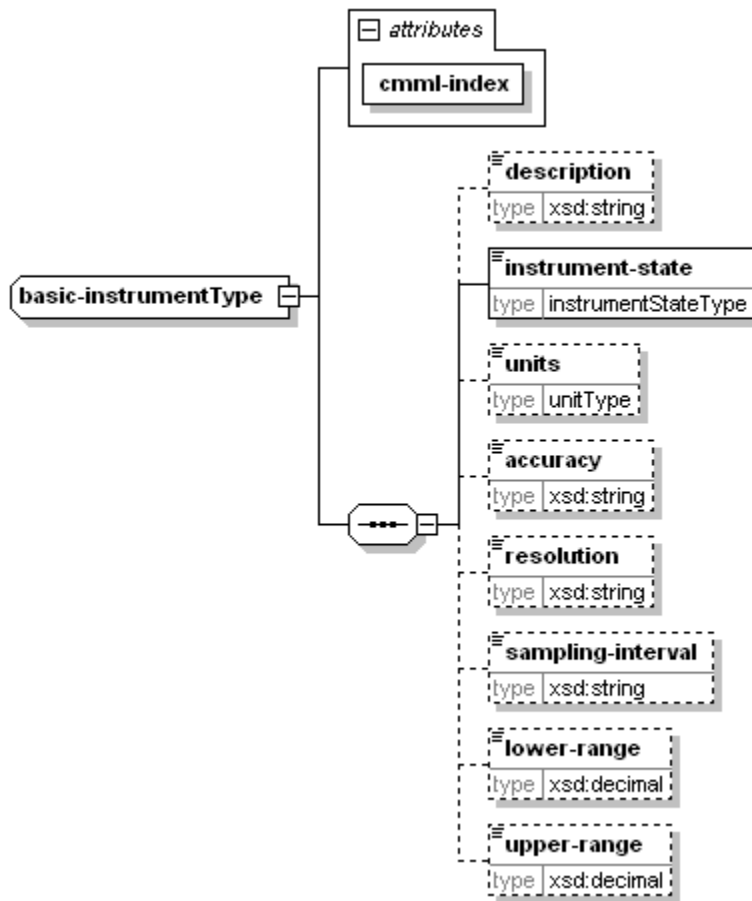 attributes
cmml-index
description
type xsd:string
instrument-state
type instrumentStateType
basic-instrumentType
units
type unitType
accuracy
type xsd:string
resolution
type xsd:string
sampling-interval
type xsd:string
lower-range
type xsd:decimal
upper-range
type xsd:decimal